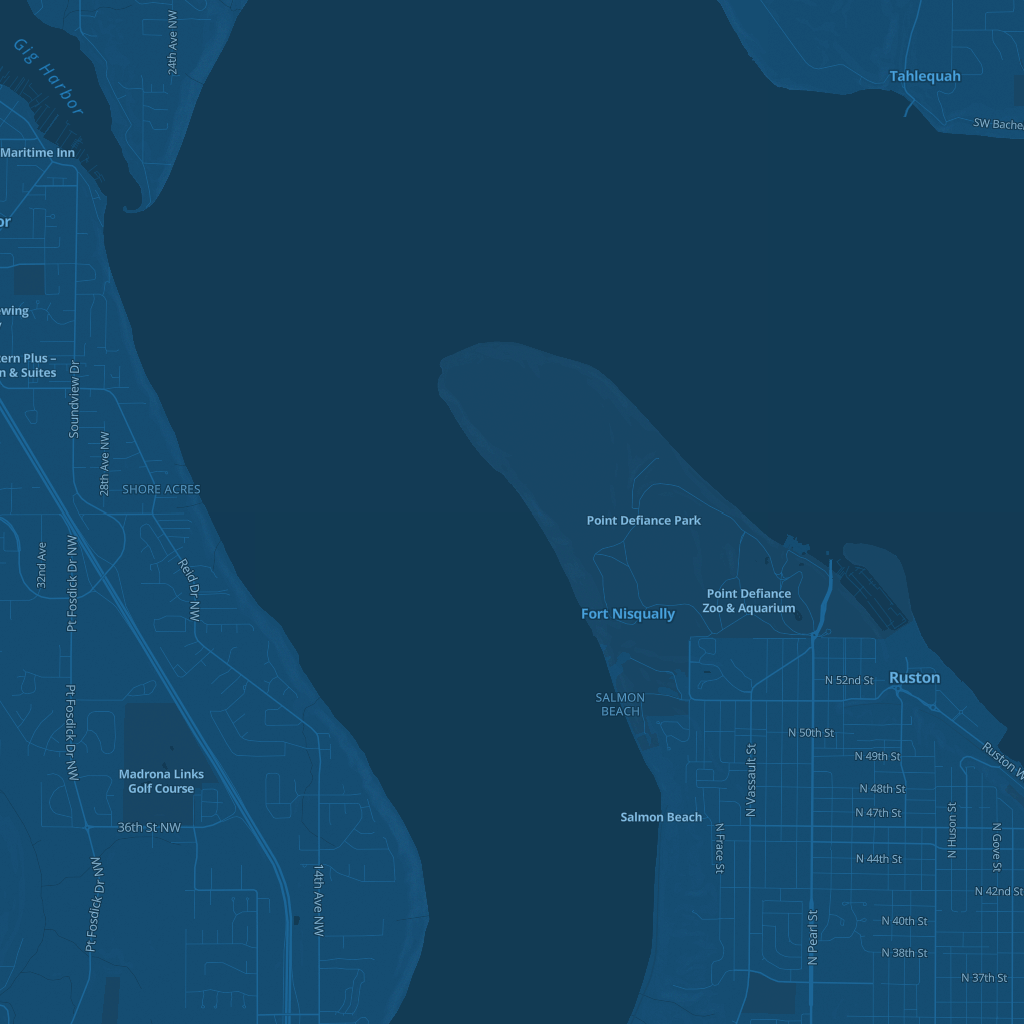 24th Ave NW
Gig Harbor
Tahlequah
SW Bache
Maritime Inn
or
ewing
ern Plus –
n & Suites
Soundview Dr
28th Ave NW
SHORE ACRES
Point Defiance Park
32nd Ave
Pt Fosdick Dr NW
Reid Dr NW
Point Defiance
Zoo & Aquarium
Fort Nisqually
Ruston
N 52nd St
SALMON
BEACH
Pt Fosdick Dr NW
N 50th St
Ruston W
N 49th St
Madrona Links
Golf Course
N Vassault St
N 48th St
N 47th St
Salmon Beach
36th St NW
N Frace St
N Huson St
N Gove St
N 44th St
Pt Fosdick Dr NW
14th Ave NW
N 42nd St
N 40th St
N Pearl St
N 38th St
N 37th St